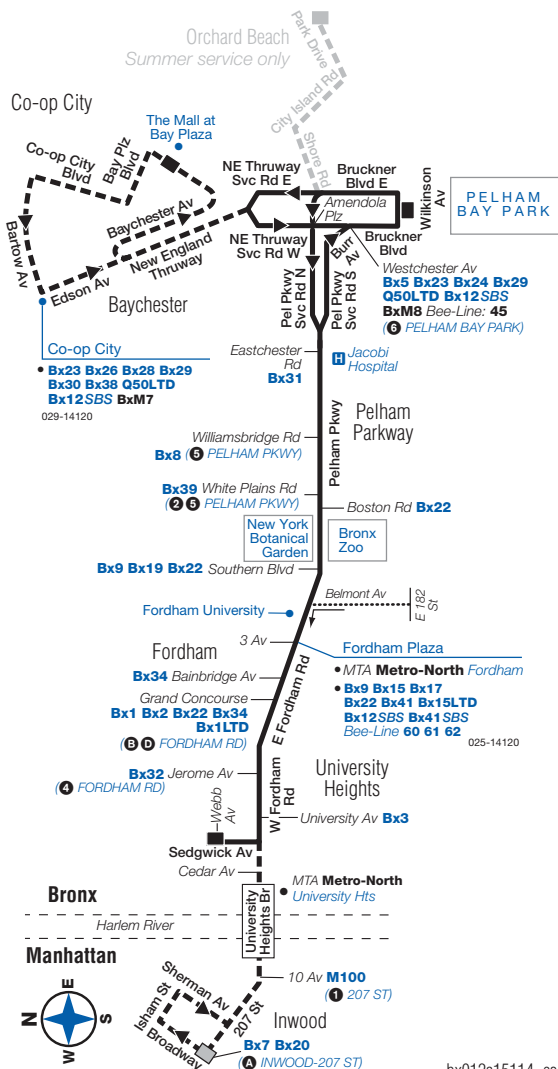 Orchard Beach
Summer service only
Park Drive
City Island Rd
Shore Rd
Co-op City
The Mall at
Bay Plaza
Bay Plz
Blvd
Co-op City
Blvd
Bartow Av
Baychester Av
New England
Thruway
Edson Av
Baychester
NE Thruway
Svc Rd E
Bruckner
Blvd E
Amendola
Plz
Wilkinson
Av
PELHAM
BAY PARK
NE Thruway
Svc Rd W
Burr
Av
Bruckner
Blvd
Pel Pkwy
Svc Rd N
Pel Pkwy
Svc Rd S
Westchester Av
Bx5 Bx23 Bx24 Bx29
Q50LTD Bx12SBS
BxM8 Bee-Line: 45
(6 PELHAM BAY PARK)
Co-op City
• Bx23 Bx26 Bx28 Bx29
Bx30 Bx38 Q50LTD
Bx12SBS BxM7
029-14120
Eastchester
Rd
Bx31
H Jacobi
Hospital
Pelham
Parkway
Pelham Pkwy
Williamsbridge Rd
Bx8 (5 PELHAM PKWY)
Bx39 White Plains Rd
(2 5 PELHAM PKWY)
Boston Rd Bx22
New York
Botanical
Garden
Bronx
Zoo
Bx9 Bx19 Bx22 Southern Blvd
Belmont Av
E 182
St
Fordham University
3 Av
Fordham Plaza
• MTA Metro-North Fordham
• Bx9 Bx15 Bx17
Bx22 Bx41 Bx15LTD
Bx12SBS Bx41SBS
Bee-Line 60 61 62
025-14120
Fordham
Bx34 Bainbridge Av
Grand Concourse
Bx1 Bx2 Bx22 Bx34
Bx1LTD
(B D FORDHAM RD)
E Fordham Rd
Bx32 Jerome Av
(4 FORDHAM RD)
University
Heights
W. Fordham
Rd
Webb
Av
University Av Bx3
Sedgwick Av
Cedar Av
• MTA Metro-North
University Hts
University
Heights Br
Bronx
Harlem River
Manhattan
N
E
S
W
10 Av M100
(1 207 ST)
Sherman Av
Isham St
207 St
Broadway
Inwood
Bx7 Bx20
(A INWOOD-207 ST)